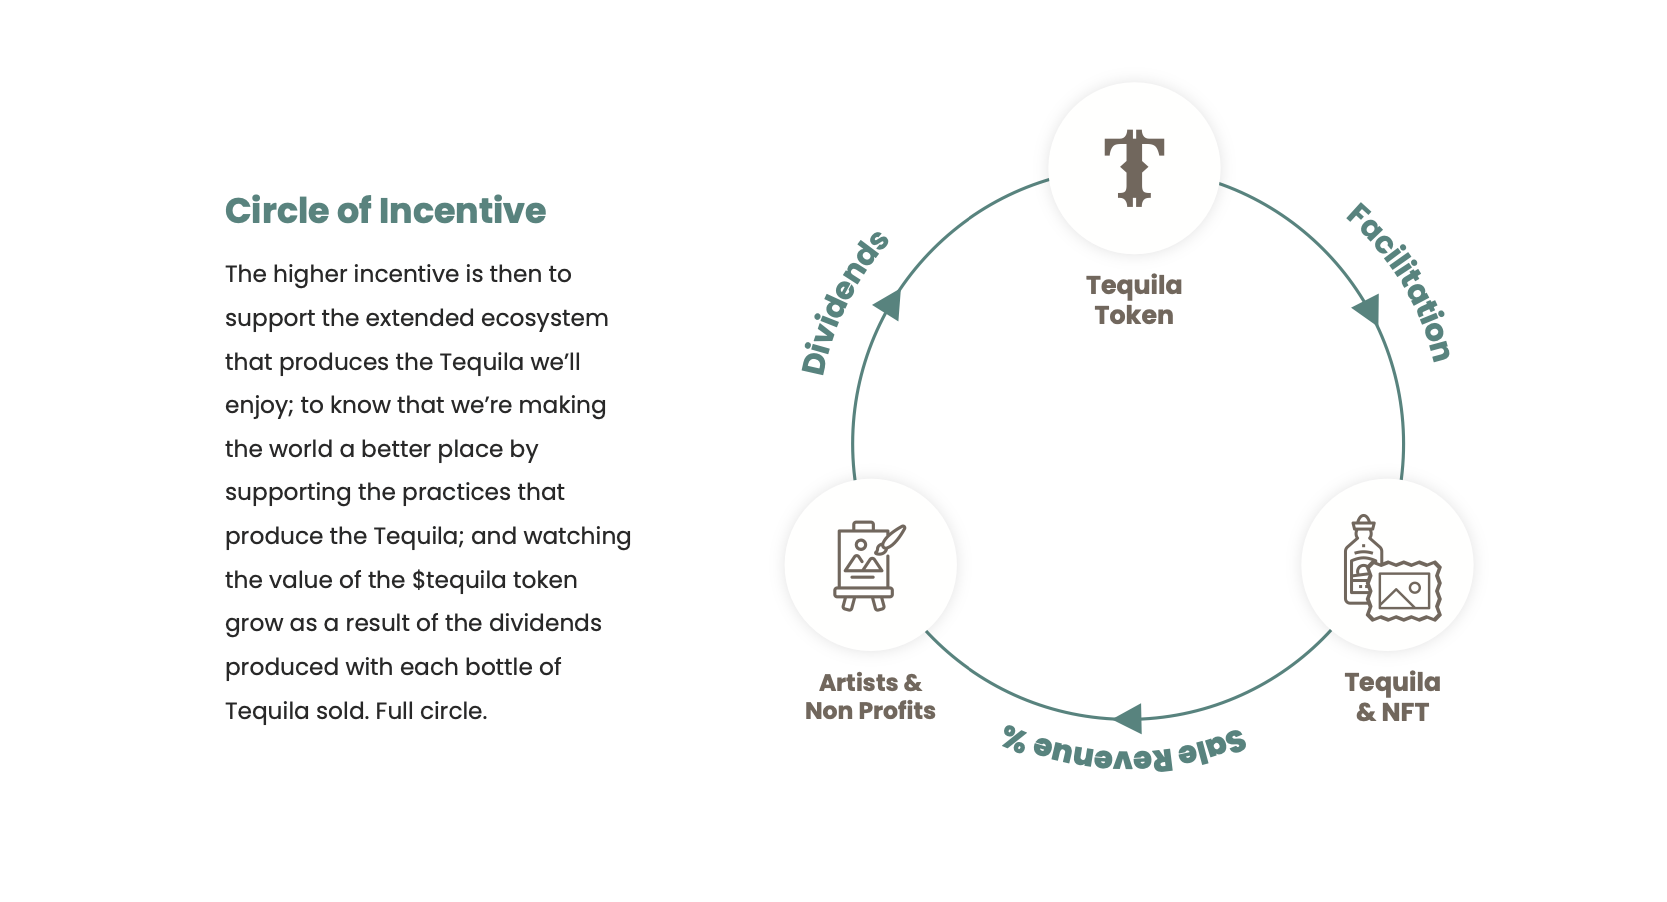 Circle of Incentive
The higher incentive is then to
support the extended ecosystem
that produces the Tequila we’ll
enjoy; to know that we’re making
the world a better place by
supporting the practices that
produce the Tequila; and watching
the value of the $tequila token
grow as a result of the dividends
produced with each bottle of
Tequila sold. Full circle.
T
Tequila
Token
Facilitation
Tequila
& NFT
Sale Revenue %
Artists &
Non Profits
Dividends